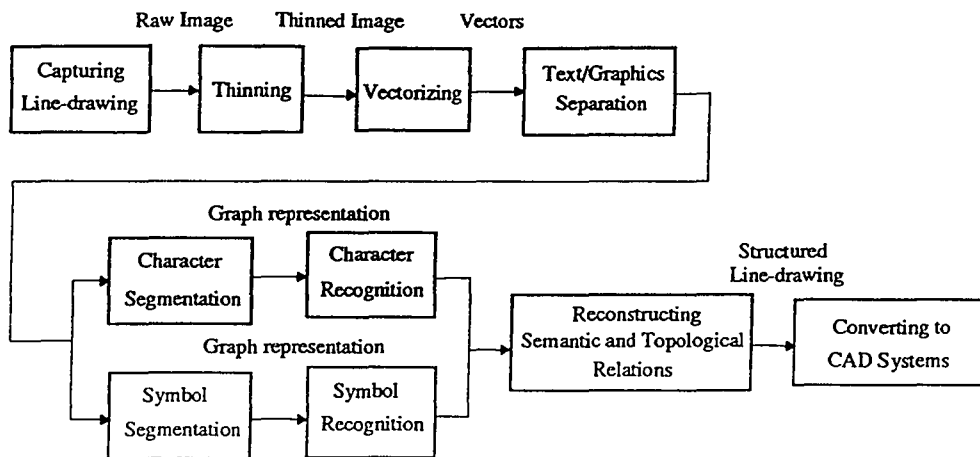 Raw Image
Thinned Image
Vectors
Capturing
Line-drawing
Thinning
Vectorizing
Text/Graphics
Separation
Graph representation
Character
Segmentation
Character
Recognition
Graph representation
Symbol
Segmentation
Symbol
Recognition
Reconstructing
Semantic and Topological
Relations
Structured
Line-drawing
Converting to
CAD Systems